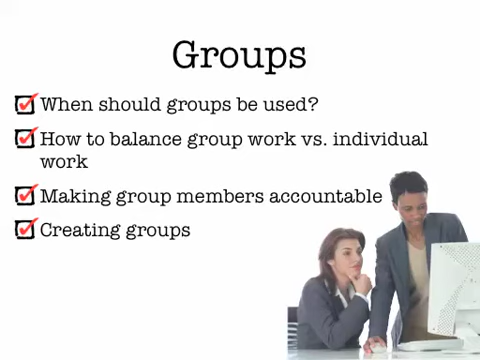 Groups
When should groups be used?
How to balance group work vs. individual
work
Making group members accountable
Creating groups